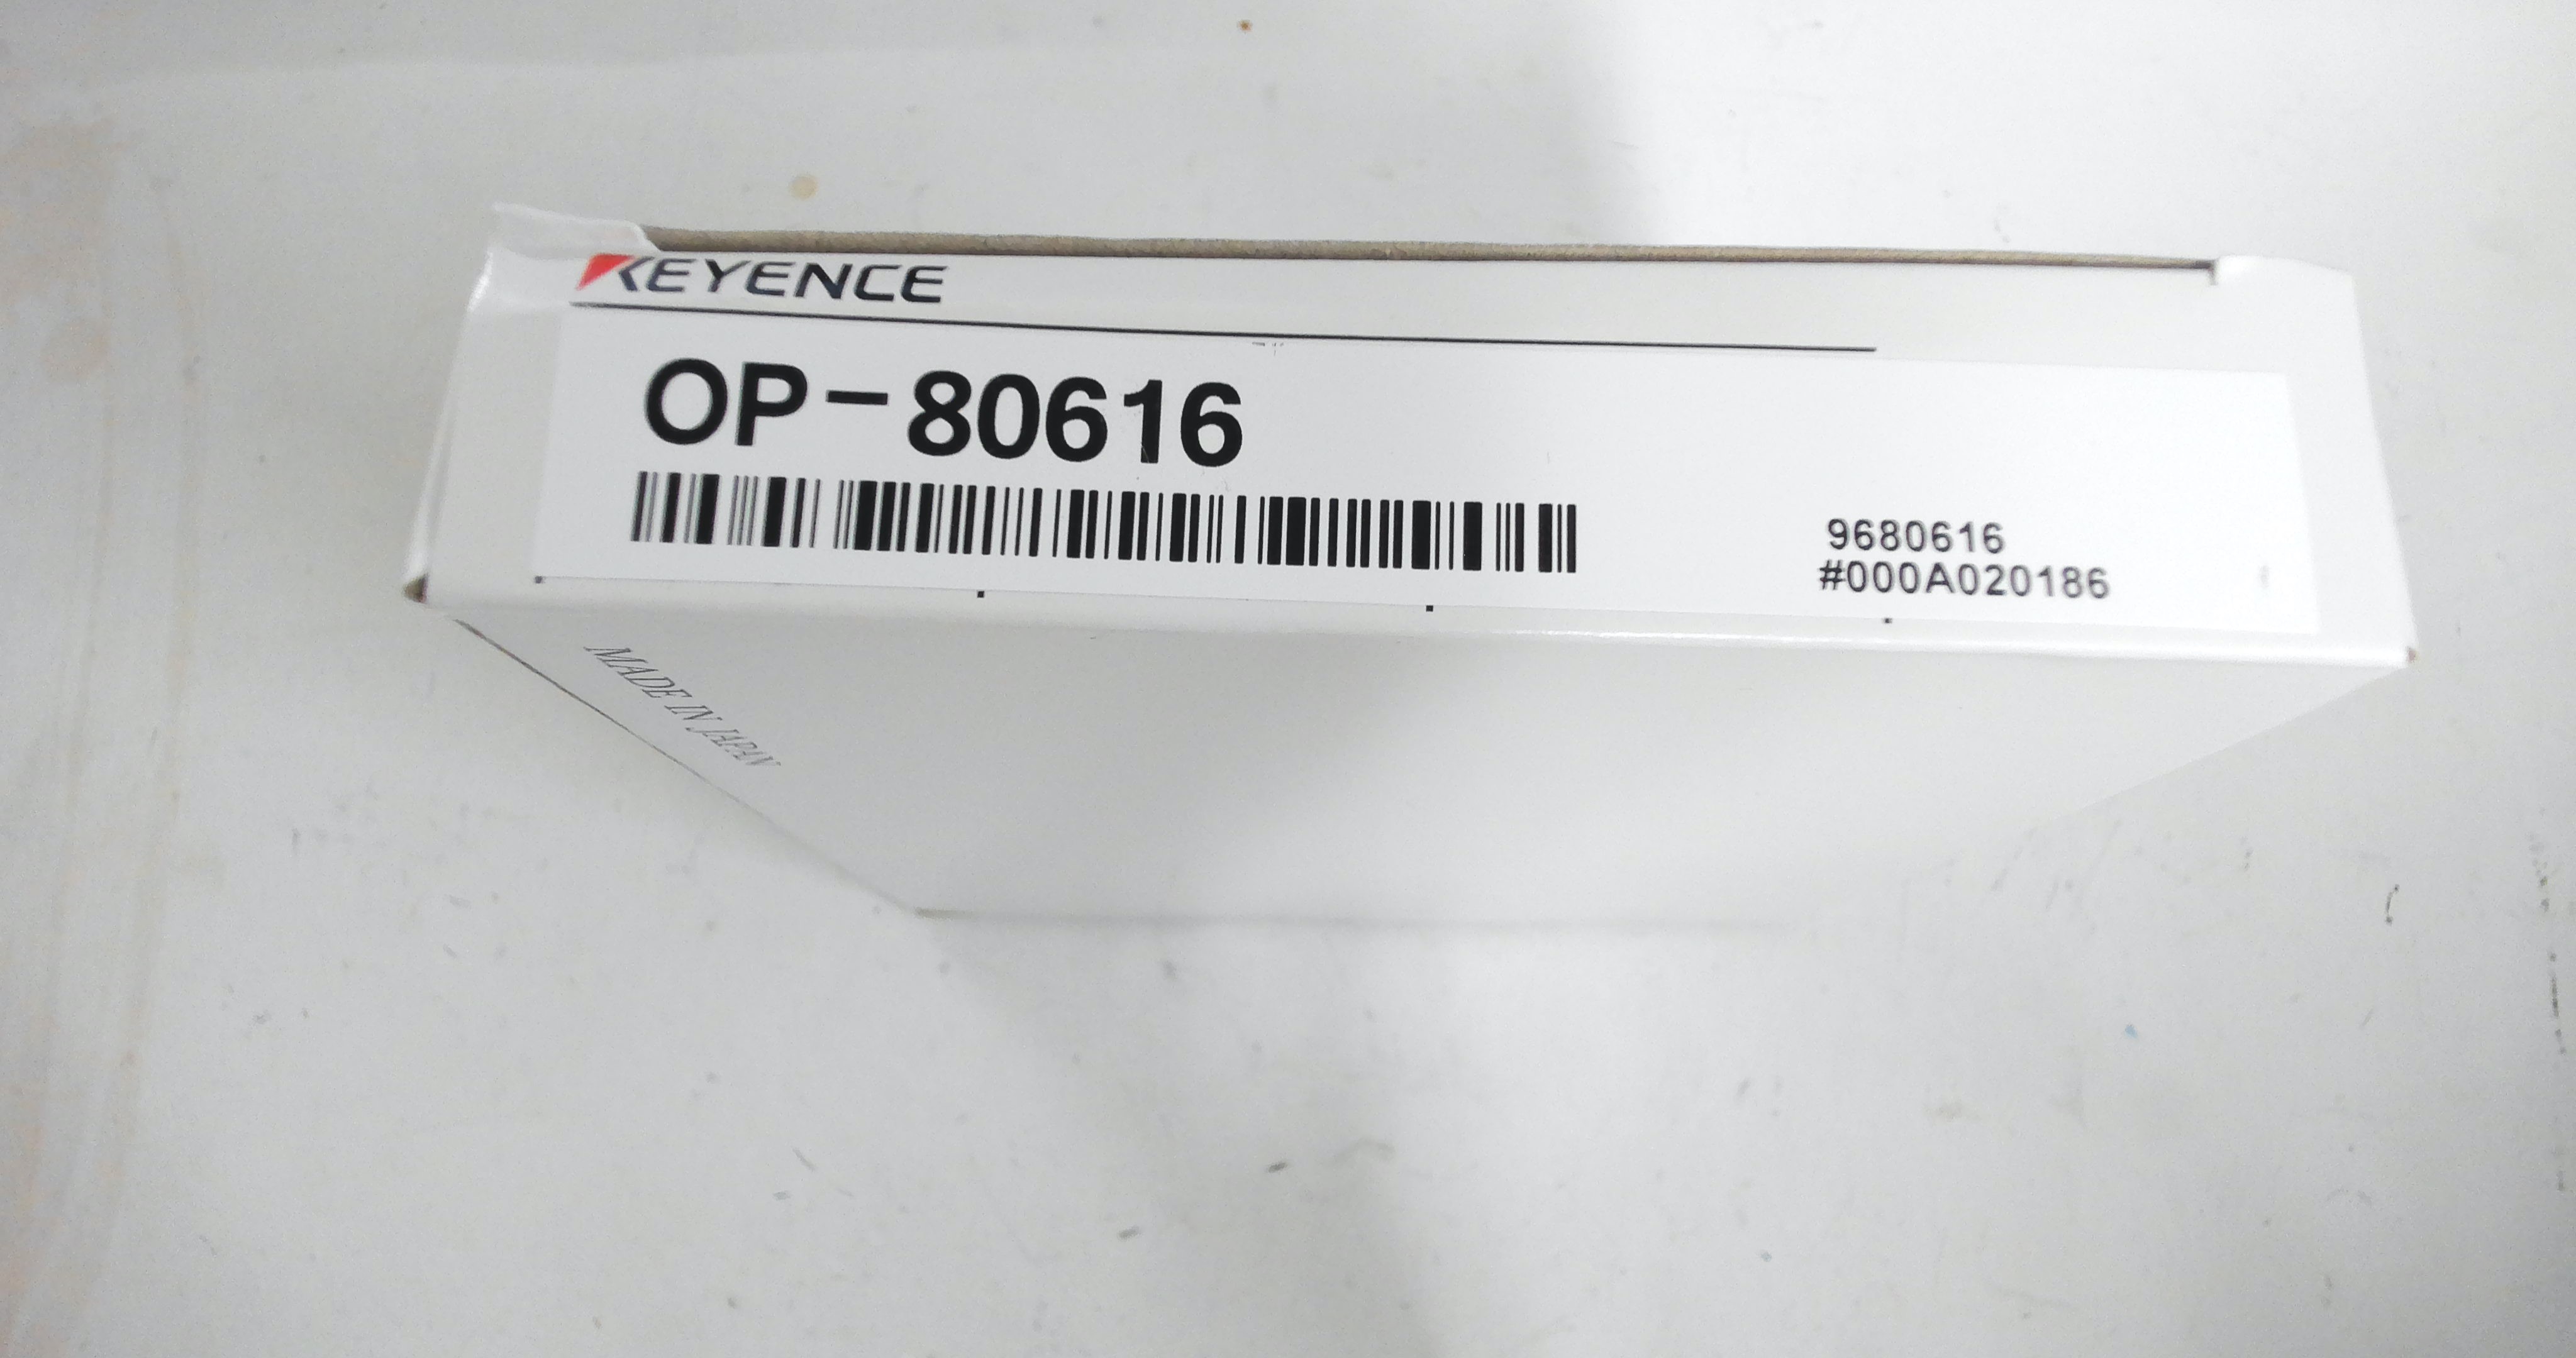 KEYENCE
OP-80616
9680616
#000A020186
MADE IN JAPAN